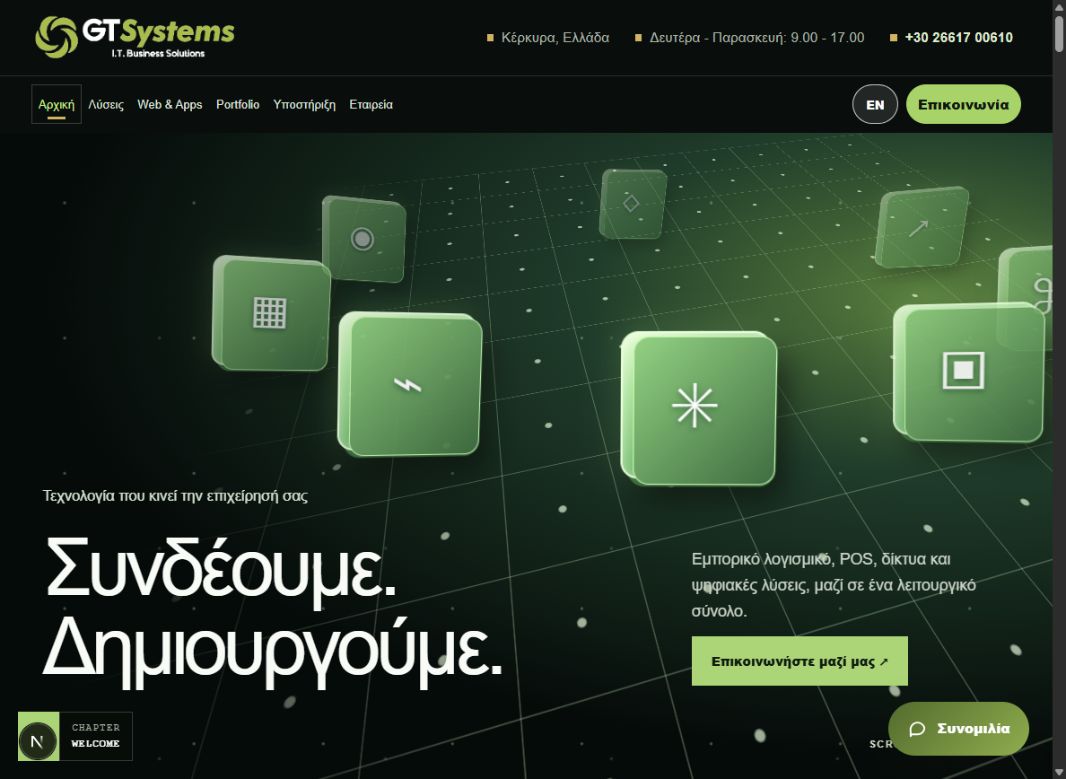 GTSystems
I.T. Business Solutions
Κέρκυρα, Ελλάδα
Δευτέρα - Παρασκευή: 9.00 - 17.00
+30 26617 00610
Αρχική
Λύσεις
Web & Apps
Portfolio
Υποστήριξη
Εταιρεία
EN
Επικοινωνία
Τεχνολογία που κινεί την επιχείρησή σας
Συνδέουμε.
Δημιουργούμε.
Εμπορικό λογισμικό, POS, δίκτυα και
ψηφιακές λύσεις, μαζί σε ένα λειτουργικό
σύνολο.
Επικοινωνήστε μαζί μας ↗
N
CHAPTER
WELCOME
SCR
Συνομιλία